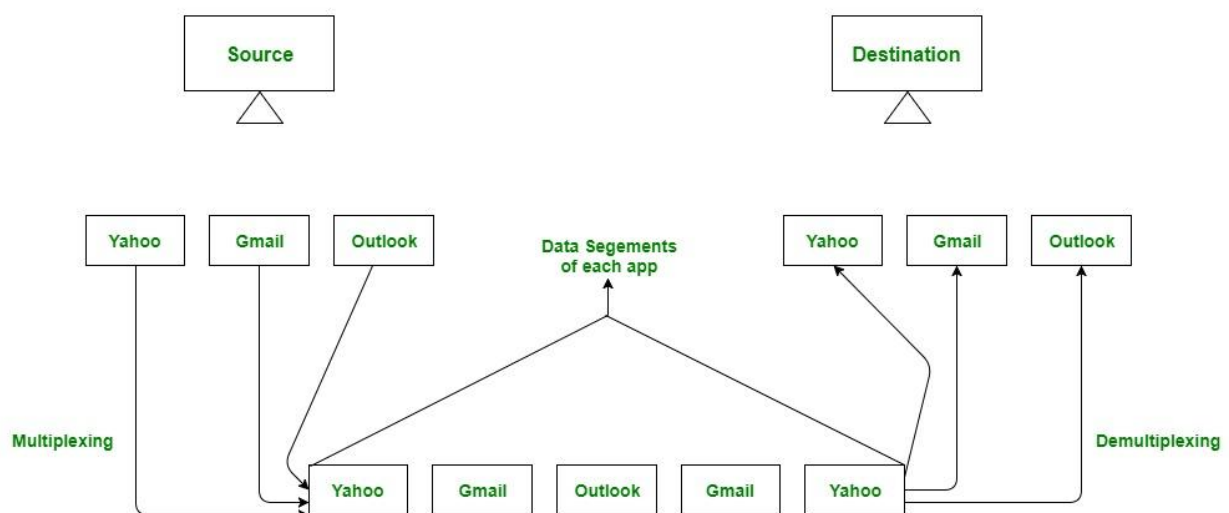 Source
Destination
Yahoo
Gmail
Outlook
Data Segements
of each app
Yahoo
Gmail
Outlook
Multiplexing
Demultiplexing
Yahoo
Gmail
Outlook
Gmail
Yahoo